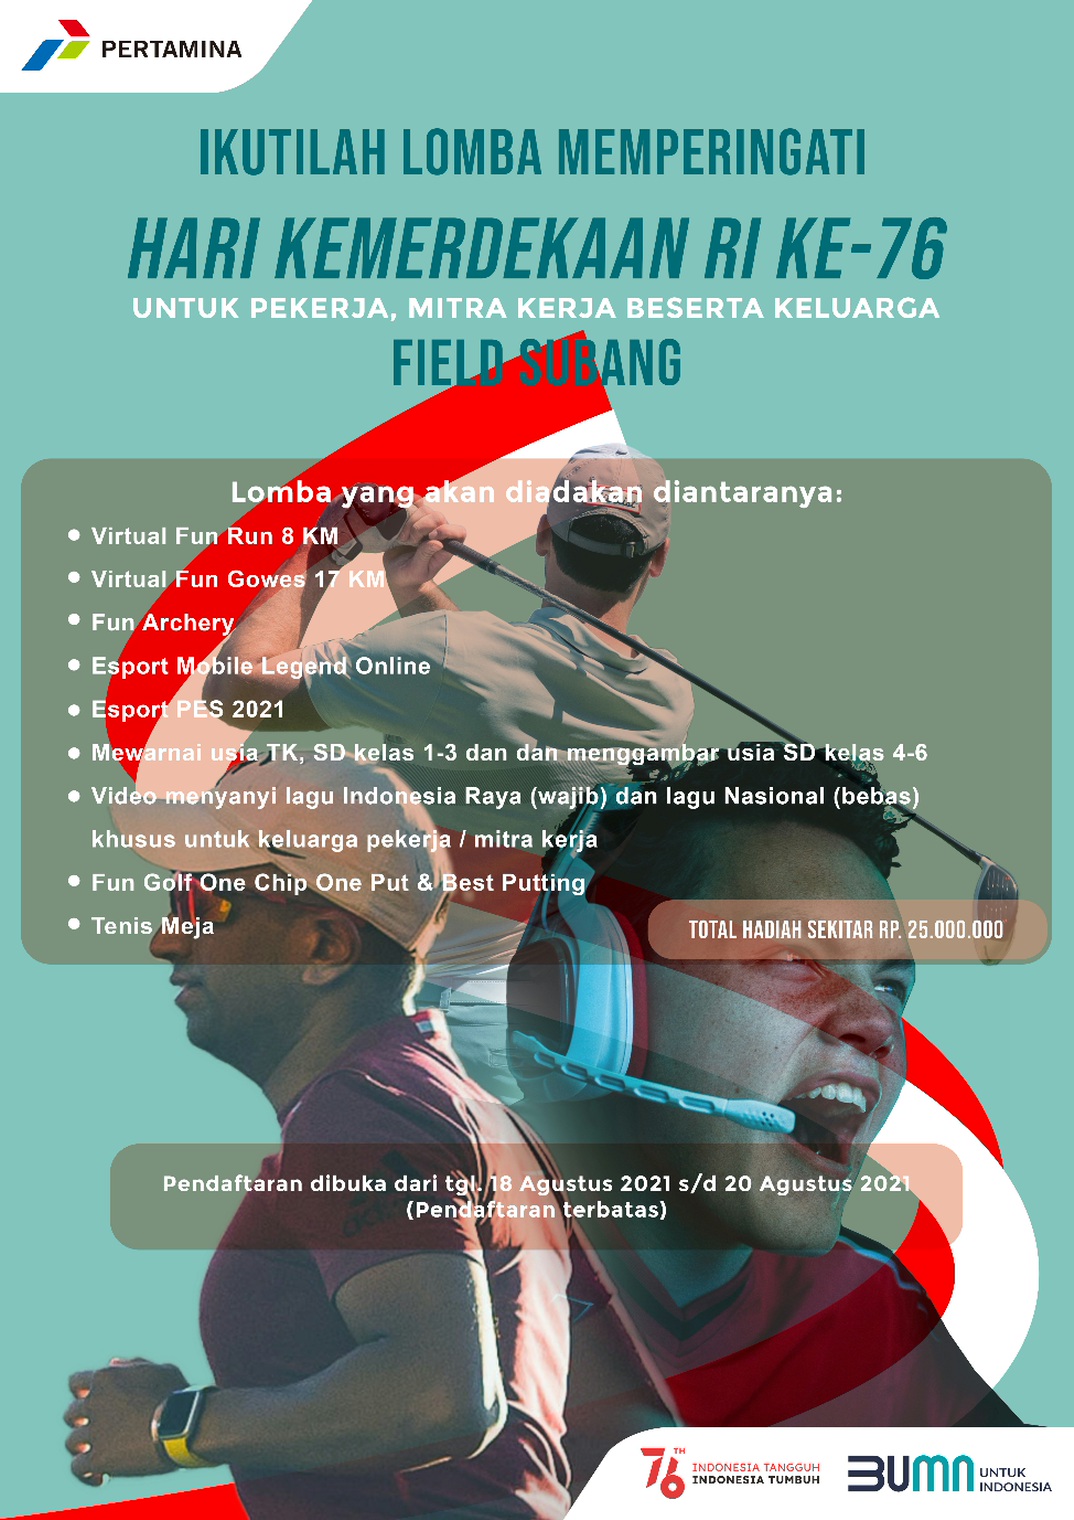 PERTAMINA
IKUTILAH LOMBA MEMPERINGATI
HARI KEMERDEKAAN RI KE-76
UNTUK PEKERJA, MITRA KERJA BESERTA KELUARGA
FIELD SUBANG
Lomba yang akan diadakan diantaranya:
• Virtual Fun Run 8 KM
• Virtual Fun Gowes 17 KM
• Fun Archery
• Esport Mobile Legend Online
• Esport PES 2021
• Mewarnai usia TK, SD kelas 1-3 dan dan menggambar usia SD kelas 4-6
• Video menyanyi lagu Indonesia Raya (wajib) dan lagu Nasional (bebas)
khusus untuk keluarga pekerja / mitra kerja
• Fun Golf One Chip One Put & Best Putting
• Tenis Meja
TOTAL HADIAH SEKITAR RP. 25.000.000
Pendaftaran dibuka dari tgl. 18 Agustus 2021 s/d 20 Agustus 2021
(Pendaftaran terbatas)
76 TH
INDONESIA TANGGUH
INDONESIA TUMBUH
BUMN
UNTUK
INDONESIA